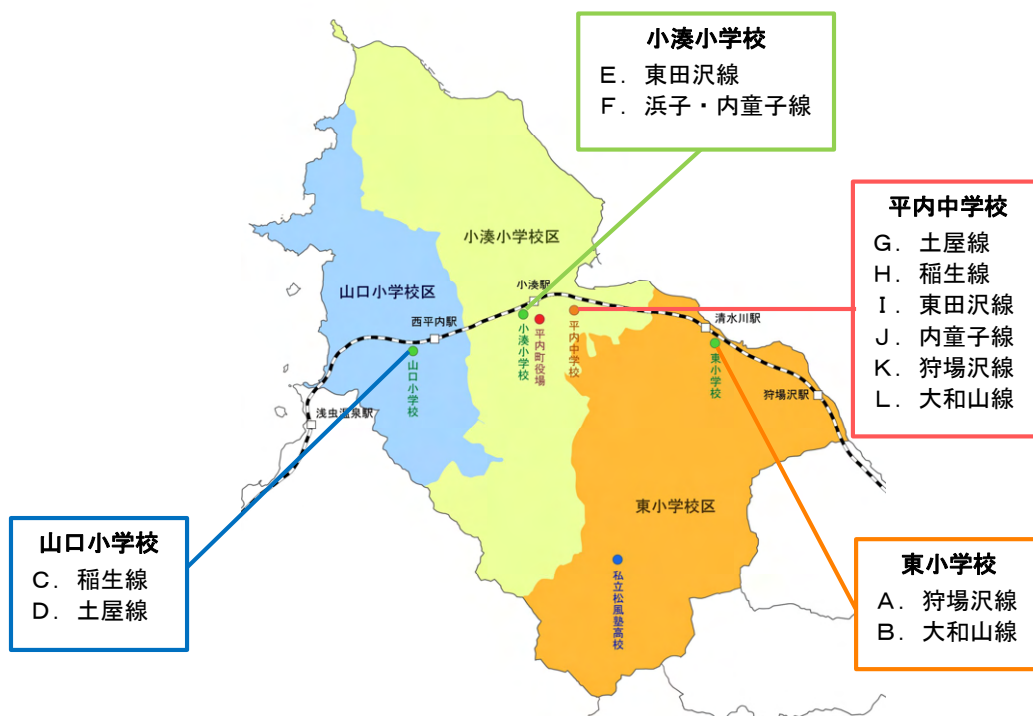 小湊小学校
E．東田沢線
F．浜子・内童子線
平内中学校
G．土屋線
H．稲生線
I．東田沢線
J．内童子線
K．狩場沢線
L．大和山線
小湊小学校区
山口小学校区
小湊駅
西平内駅
清水川駅
小湊小学校
平内町役場
平内中学校
東小学校
山口小学校
浅虫温泉駅
狩場沢駅
東小学校区
私立松風塾高校
山口小学校
C．稲生線
D．土屋線
東小学校
A．狩場沢線
B．大和山線